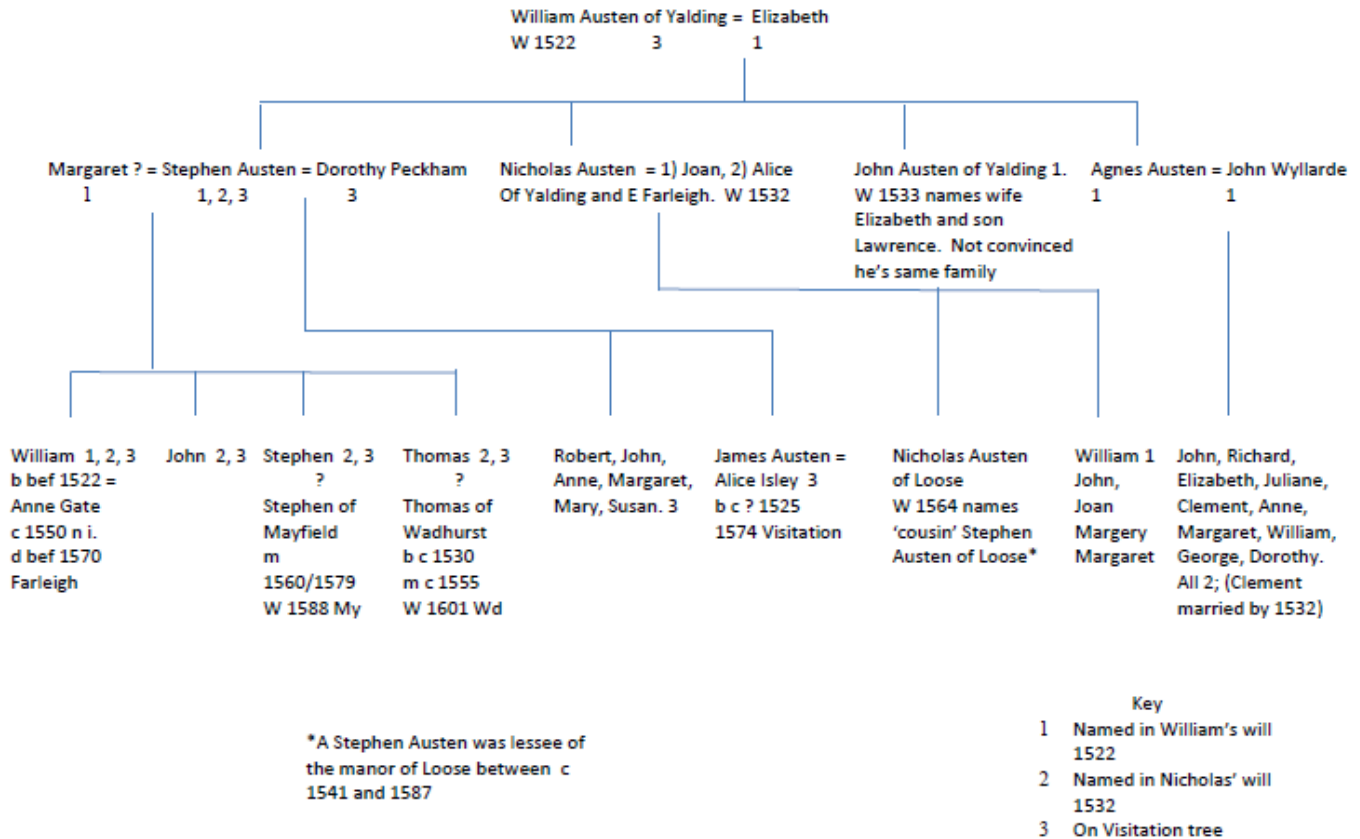 William Austen of Yalding = Elizabeth
W 1522 3 1
Margaret ? = Stephen Austen = Dorothy Peckham
1 1, 2, 3 3
Nicholas Austen = 1) Joan, 2) Alice
Of Yalding and E Farleigh. W 1532
John Austen of Yalding 1.
W 1533 names wife
Elizabeth and son
Lawrence. Not convinced
he's same family
Agnes Austen = John Wyllarde
1 1
William 1, 2, 3
b bef 1522 =
Anne Gate
c 1550 n i.
d bef 1570
Farleigh
John 2, 3
Stephen 2, 3
?
Stephen of
Mayfield
m
1560/1579
W 1588 My
Thomas 2, 3
?
Thomas of
Wadhurst
b c 1530
m c 1555
W 1601 Wd
Robert, John,
Anne, Margaret,
Mary, Susan. 3
James Austen =
Alice Isley 3
b c ? 1525
1574 Visitation
Nicholas Austen
of Loose
W 1564 names
'cousin' Stephen
Austen of Loose*
William 1
John,
Joan
Margery
Margaret
John, Richard,
Elizabeth, Juliane,
Clement, Anne,
Margaret, William,
George, Dorothy.
All 2; (Clement
married by 1532)
*A Stephen Austen was lessee of
the manor of Loose between c
1541 and 1587
Key
1 Named in William's will
1522
2 Named in Nicholas' will
1532
3 On Visitation tree